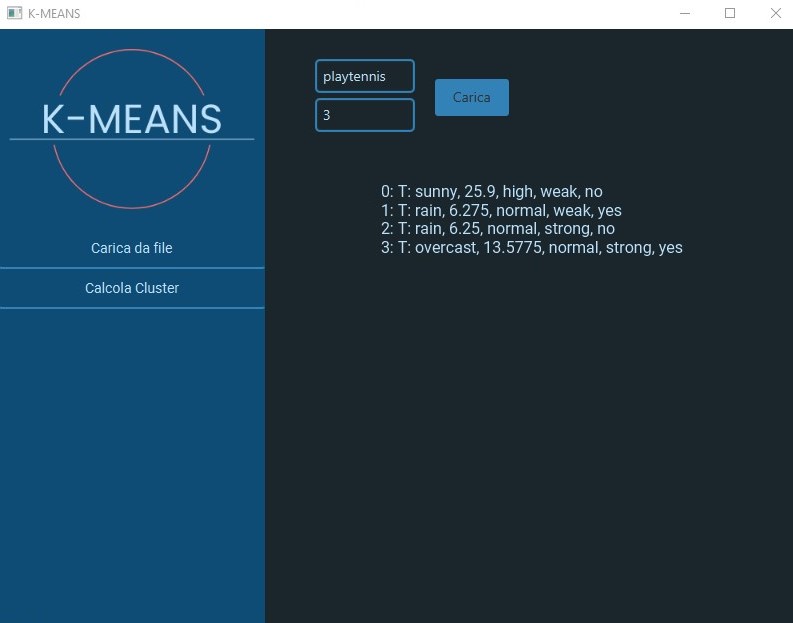 K-MEANS
K-MEANS
Carica da file
Calcola Cluster
playtennis
3
Carica
0: T: sunny, 25.9, high, weak, no
1: T: rain, 6.275, normal, weak, yes
2: T: rain, 6.25, normal, strong, no
3: T: overcast, 13.5775, normal, strong, yes